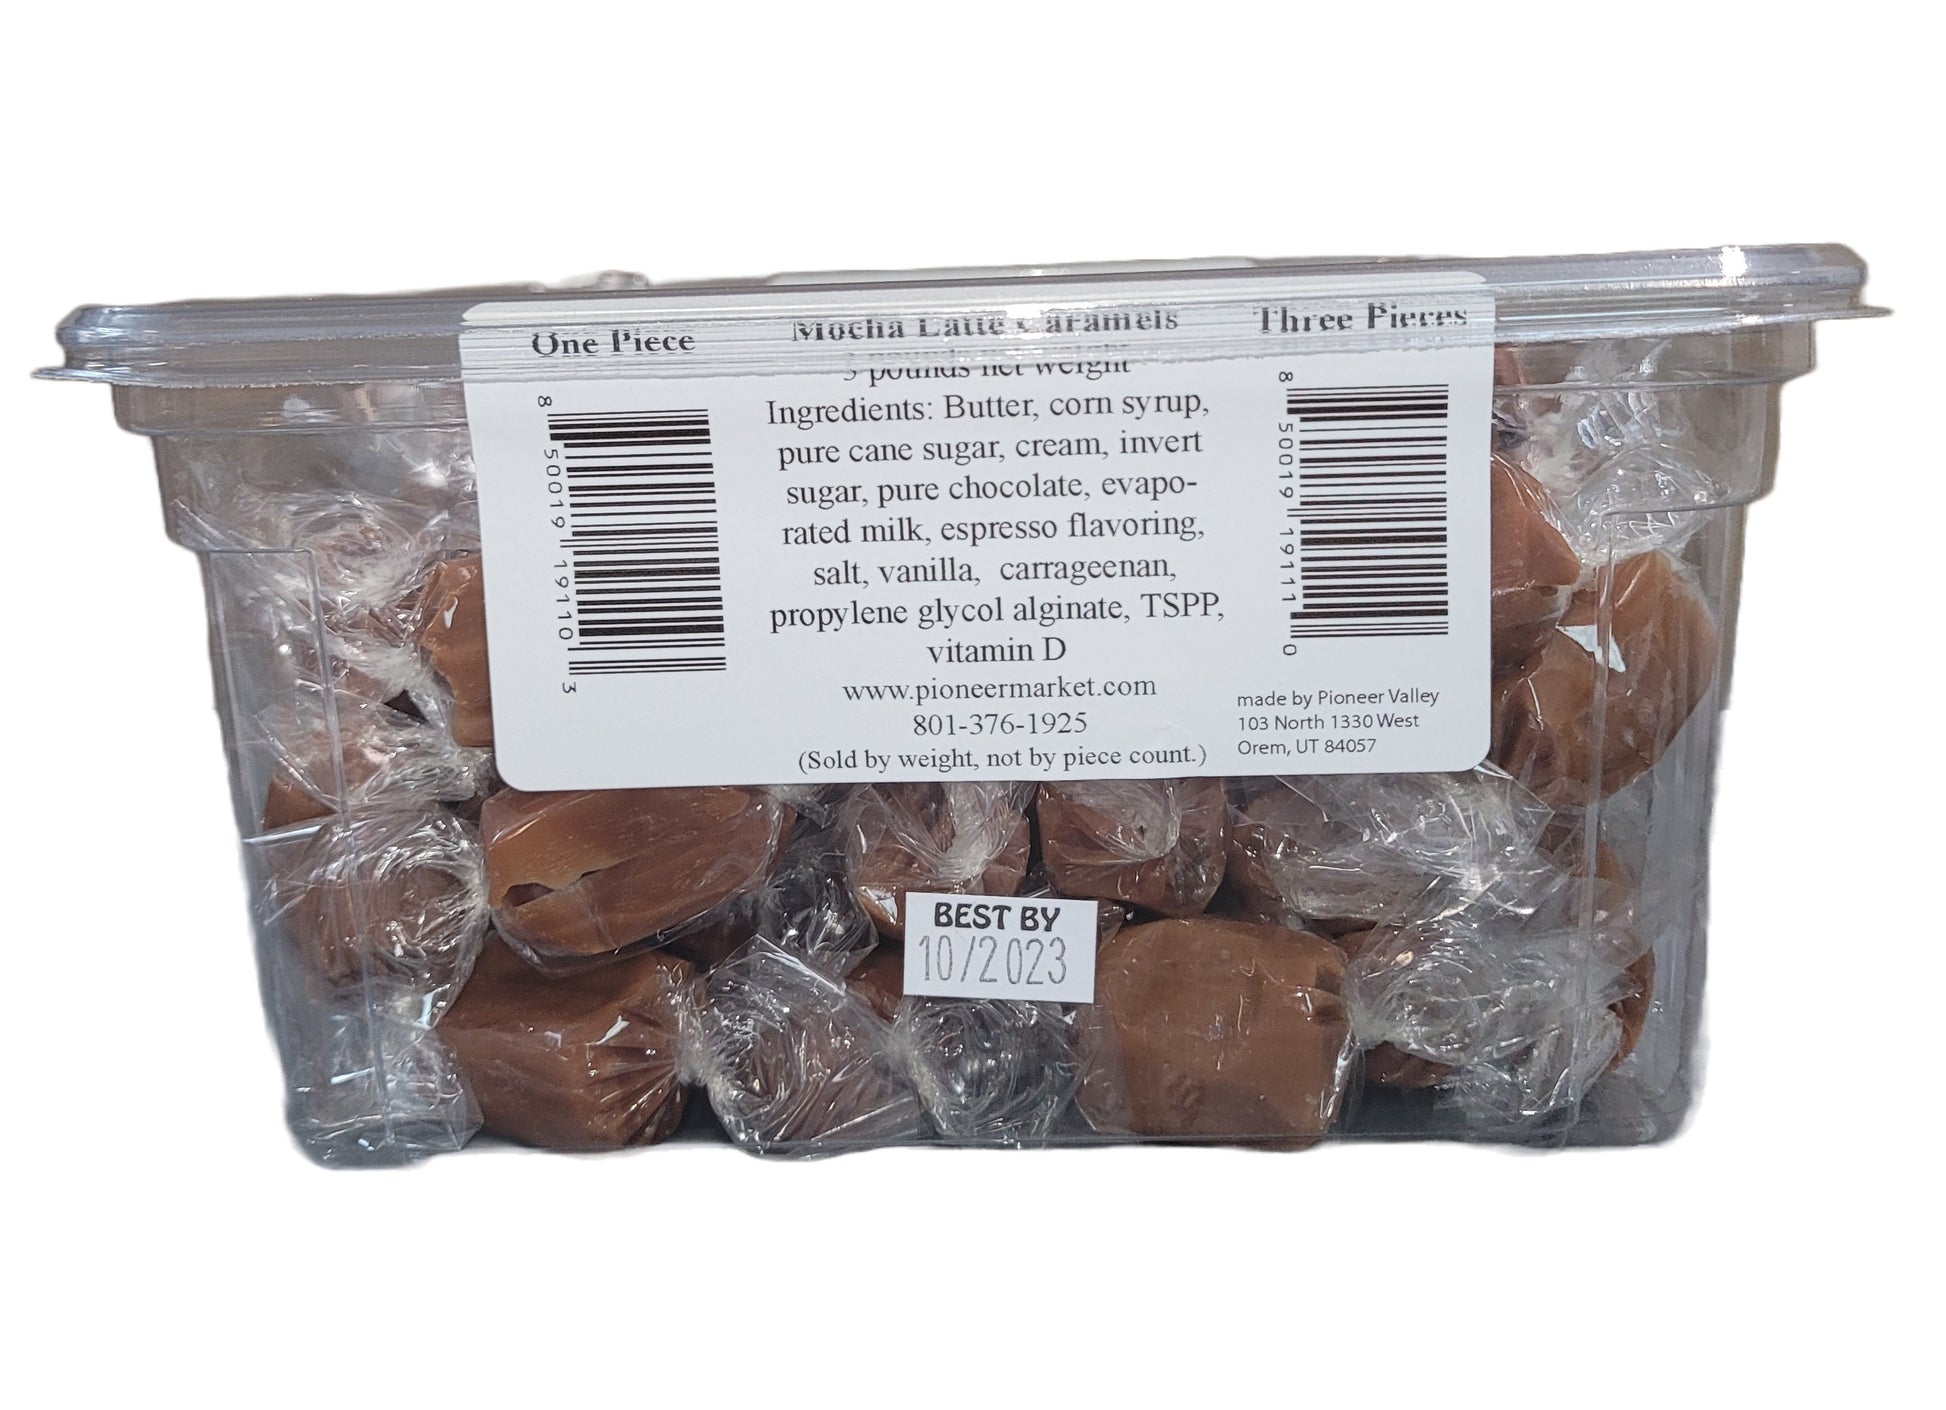 One Piece
Mocha Latte Caramels
Three Pieces
3 pounds net weight
Ingredients: Butter, corn syrup,
pure cane sugar, cream, invert
sugar, pure chocolate, evapo-
rated milk, espresso flavoring,
salt, vanilla, carrageenan,
propylene glycol alginate, TSPP,
vitamin D
www.pioneermarket.com
801-376-1925
(Sold by weight, not by piece count.)
8 50019 19110 3
8 50019 19111 0
made by Pioneer Valley
103 North 1330 West
Orem, UT 84057
BEST BY
10/2023